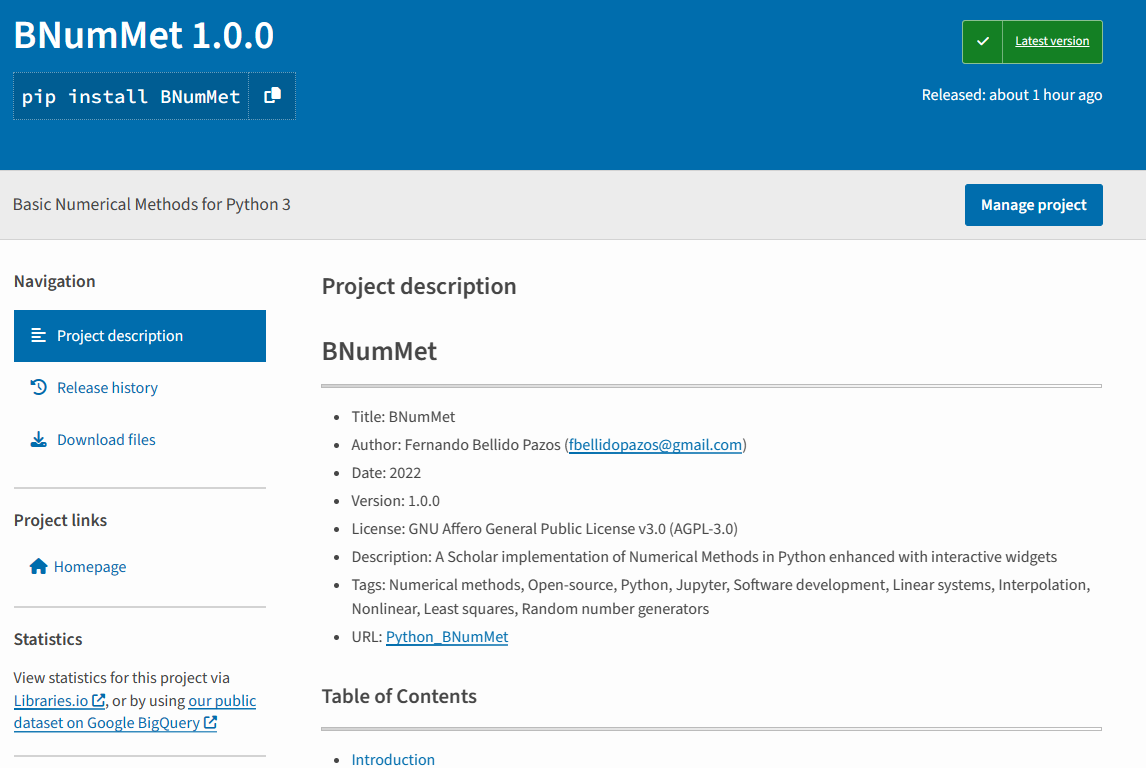 BNumMet 1.0.0
pip install BNumMet
Latest version
Released: about 1 hour ago
Basic Numerical Methods for Python 3
Manage project
Navigation
Project description
Release history
Download files
Project links
Homepage
Statistics
View statistics for this project via
Libraries.io, or by using our public
dataset on Google BigQuery
Project description
BNumMet
Title: BNumMet
Author: Fernando Bellido Pazos (fbellidopazos@gmail.com)
Date: 2022
Version: 1.0.0
License: GNU Affero General Public License v3.0 (AGPL-3.0)
Description: A Scholar implementation of Numerical Methods in Python enhanced with interactive widgets
Tags: Numerical methods, Open-source, Python, Jupyter, Software development, Linear systems, Interpolation,
Nonlinear, Least squares, Random number generators
URL: Python_BNumMet
Table of Contents
Introduction